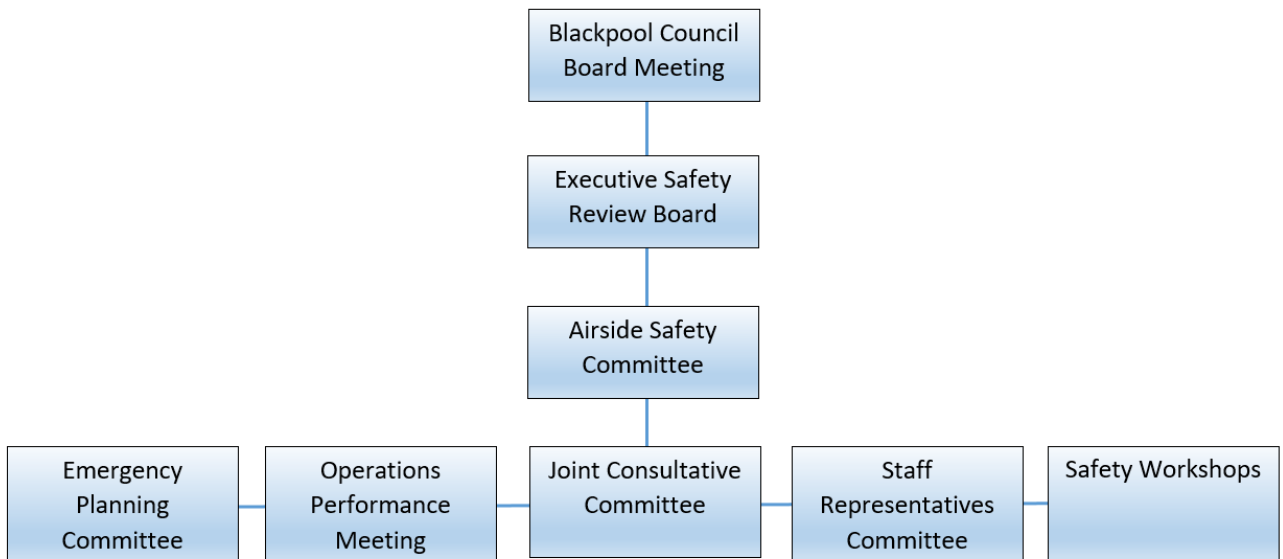 Blackpool Council
Board Meeting
Executive Safety
Review Board
Airside Safety
Committee
Emergency
Planning
Committee
Operations
Performance
Meeting
Joint Consultative
Committee
Staff
Representatives
Committee
Safety Workshops